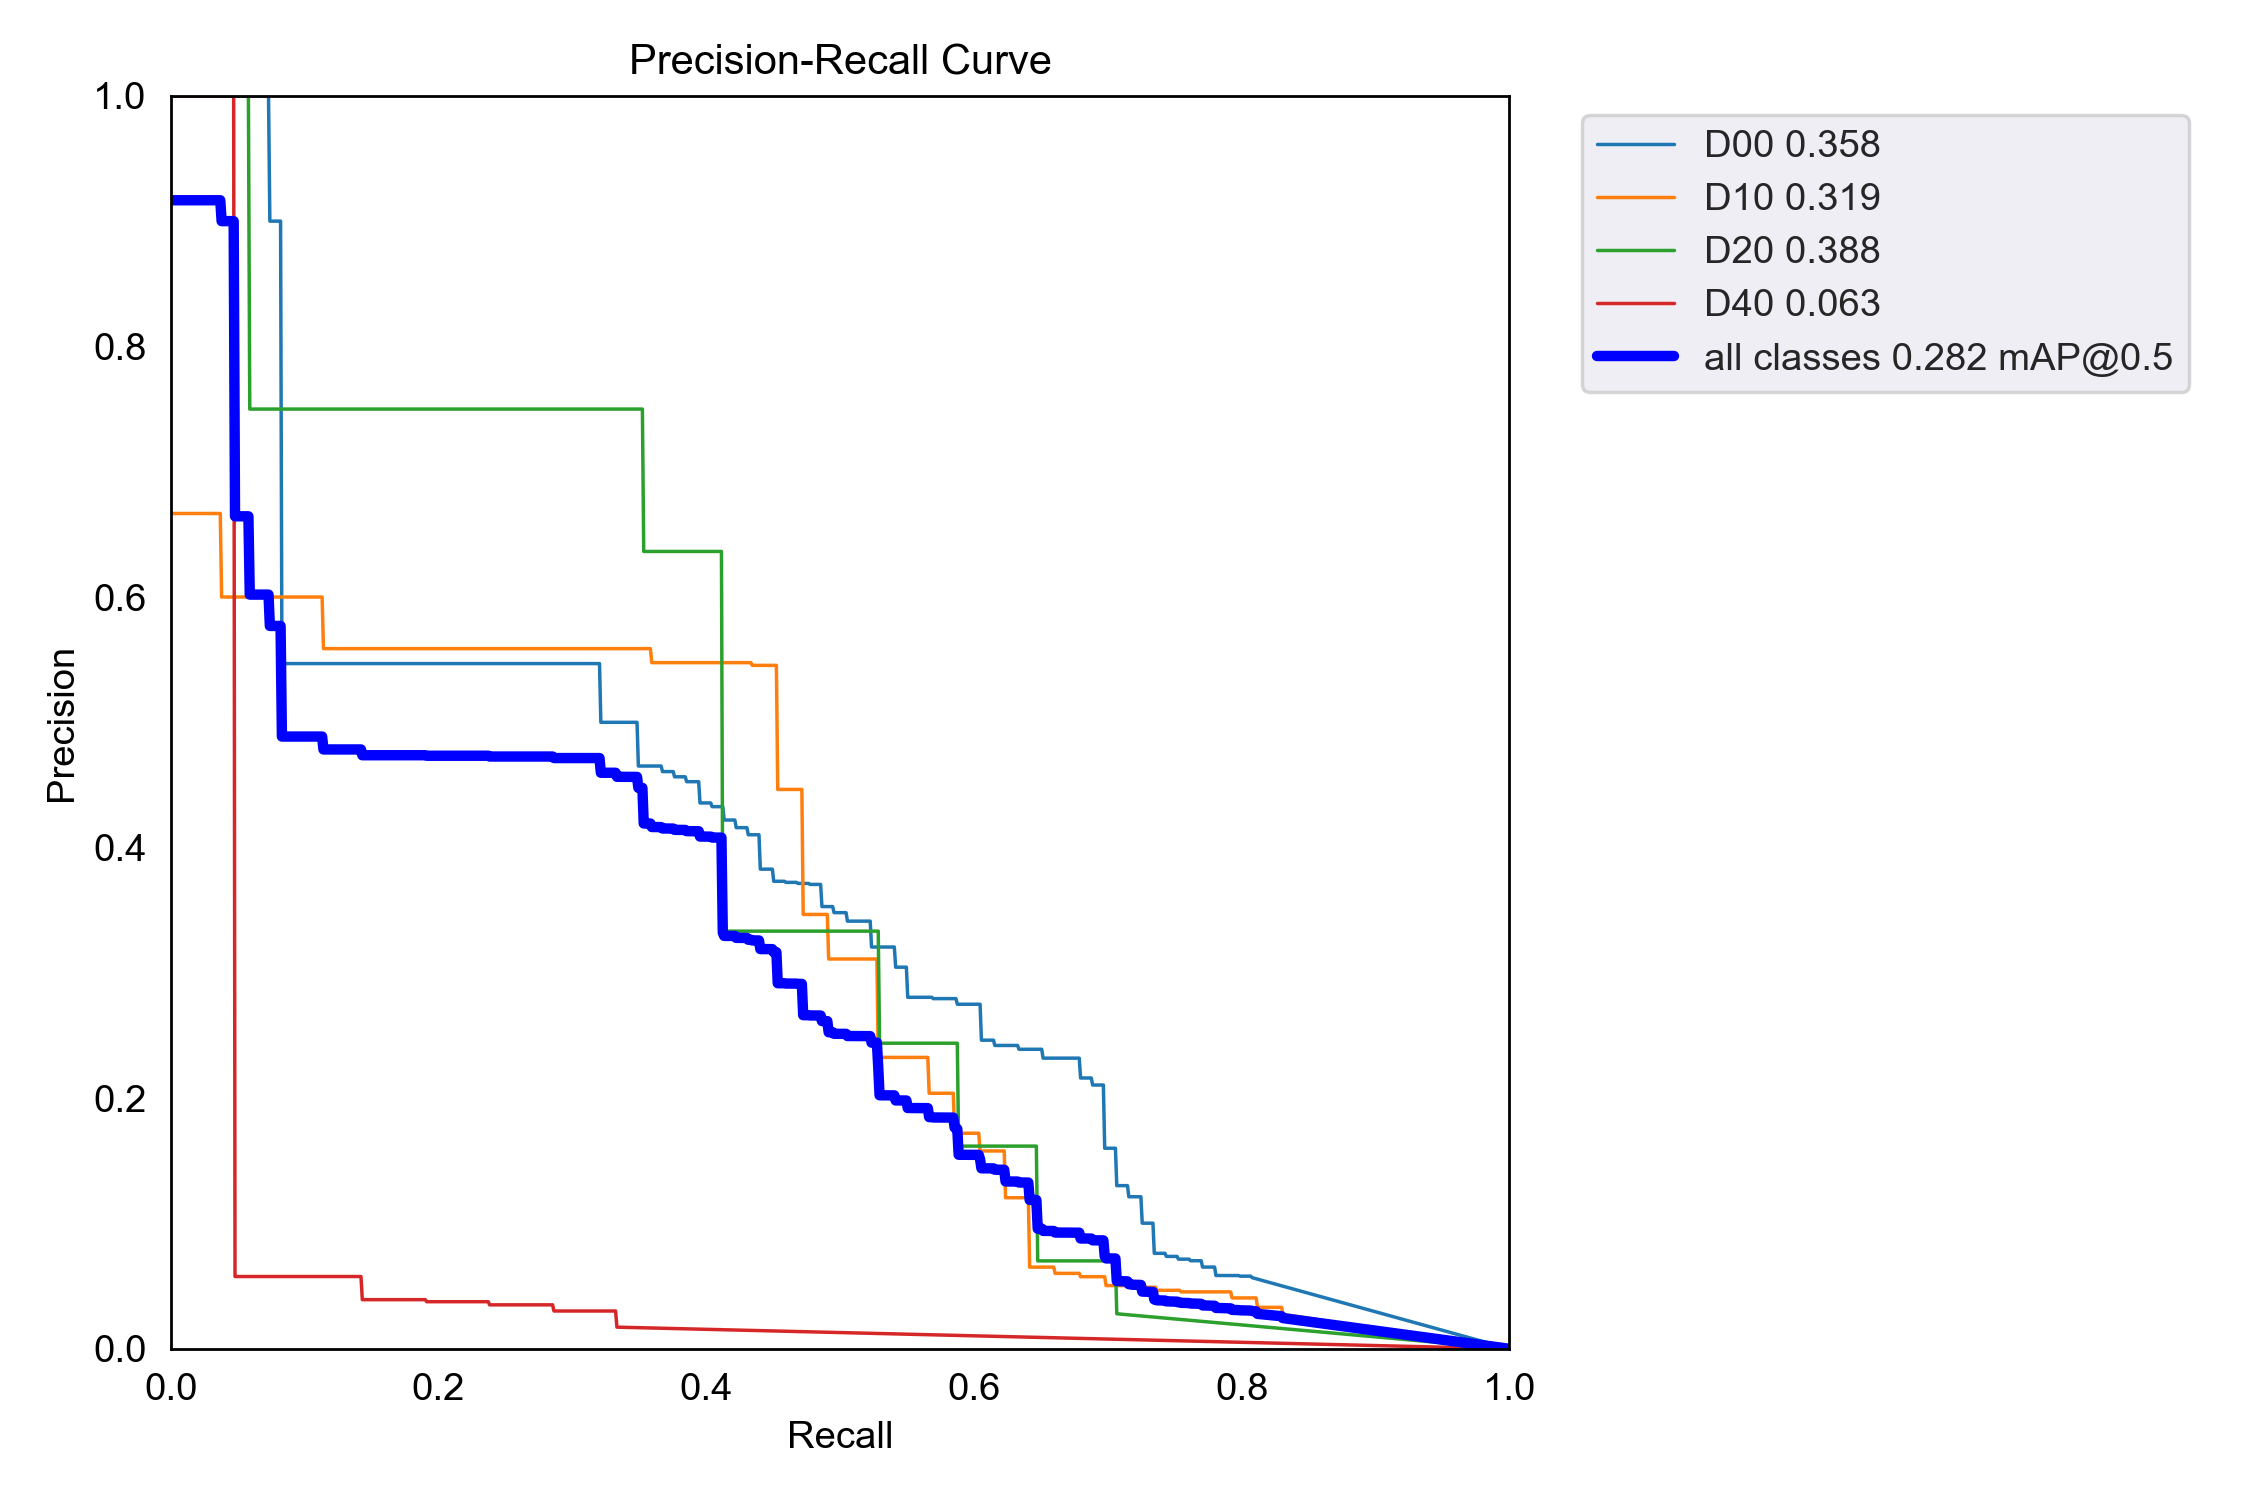 Precision-Recall Curve
1.0
0.8
0.6
0.4
0.2
0.0
Precision
0.0 0.2 0.4 0.6 0.8 1.0
Recall
D00 0.358
D10 0.319
D20 0.388
D40 0.063
all classes 0.282 mAP@0.5